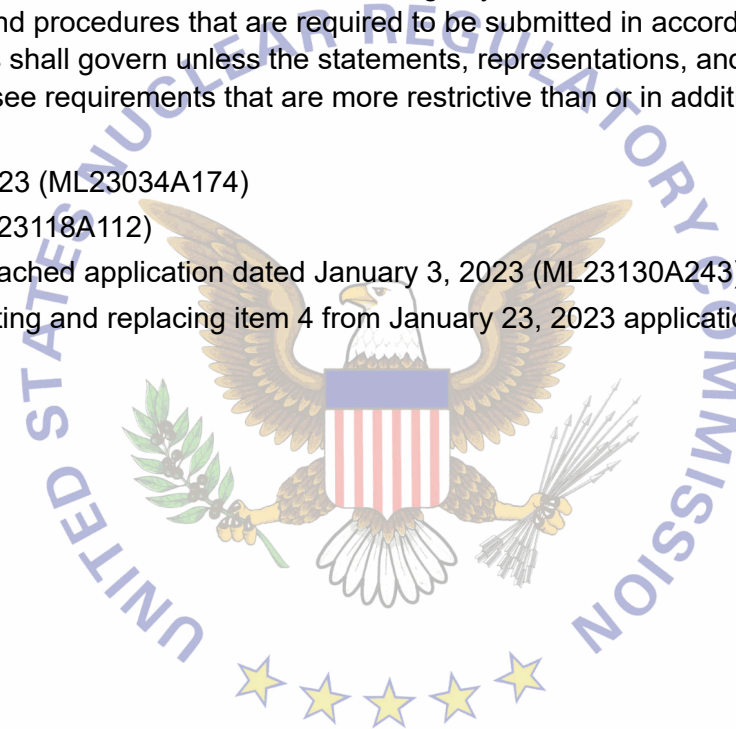 nd procedures that are required to be submitted in accord
s shall govern unless the statements, representations, and
see requirements that are more restrictive than or in additi
23 (ML23034A174)
23118A112)
ached application dated January 3, 2023 (ML23130A243)
ting and replacing item 4 from January 23, 2023 applicatio
UNITED STATES NUCLEAR REGULATORY COMMISSION